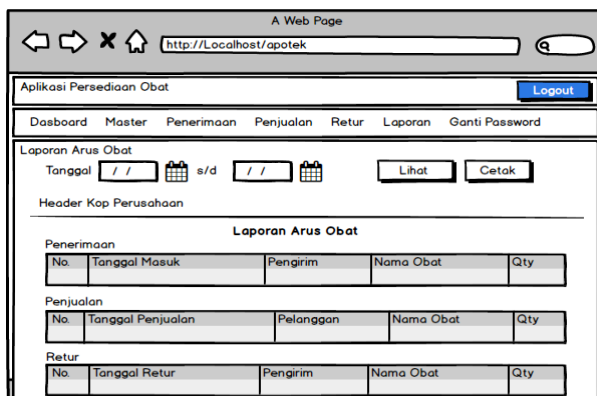 A Web Page
http://Localhost/apotek
Aplikasi Persediaan Obat Logout
Dasboard Master Penerimaan Penjualan Retur Laporan Ganti Password
Laporan Arus Obat
Tanggal / / s/d / / Lihat Cetak
Header Kop Perusahaan
Laporan Arus Obat
Penerimaan
No. Tanggal Masuk Pengirim Nama Obat Qty
Penjualan
No. Tanggal Penjualan Pelanggan Nama Obat Qty
Retur
No. Tanggal Retur Pengirim Nama Obat Qty